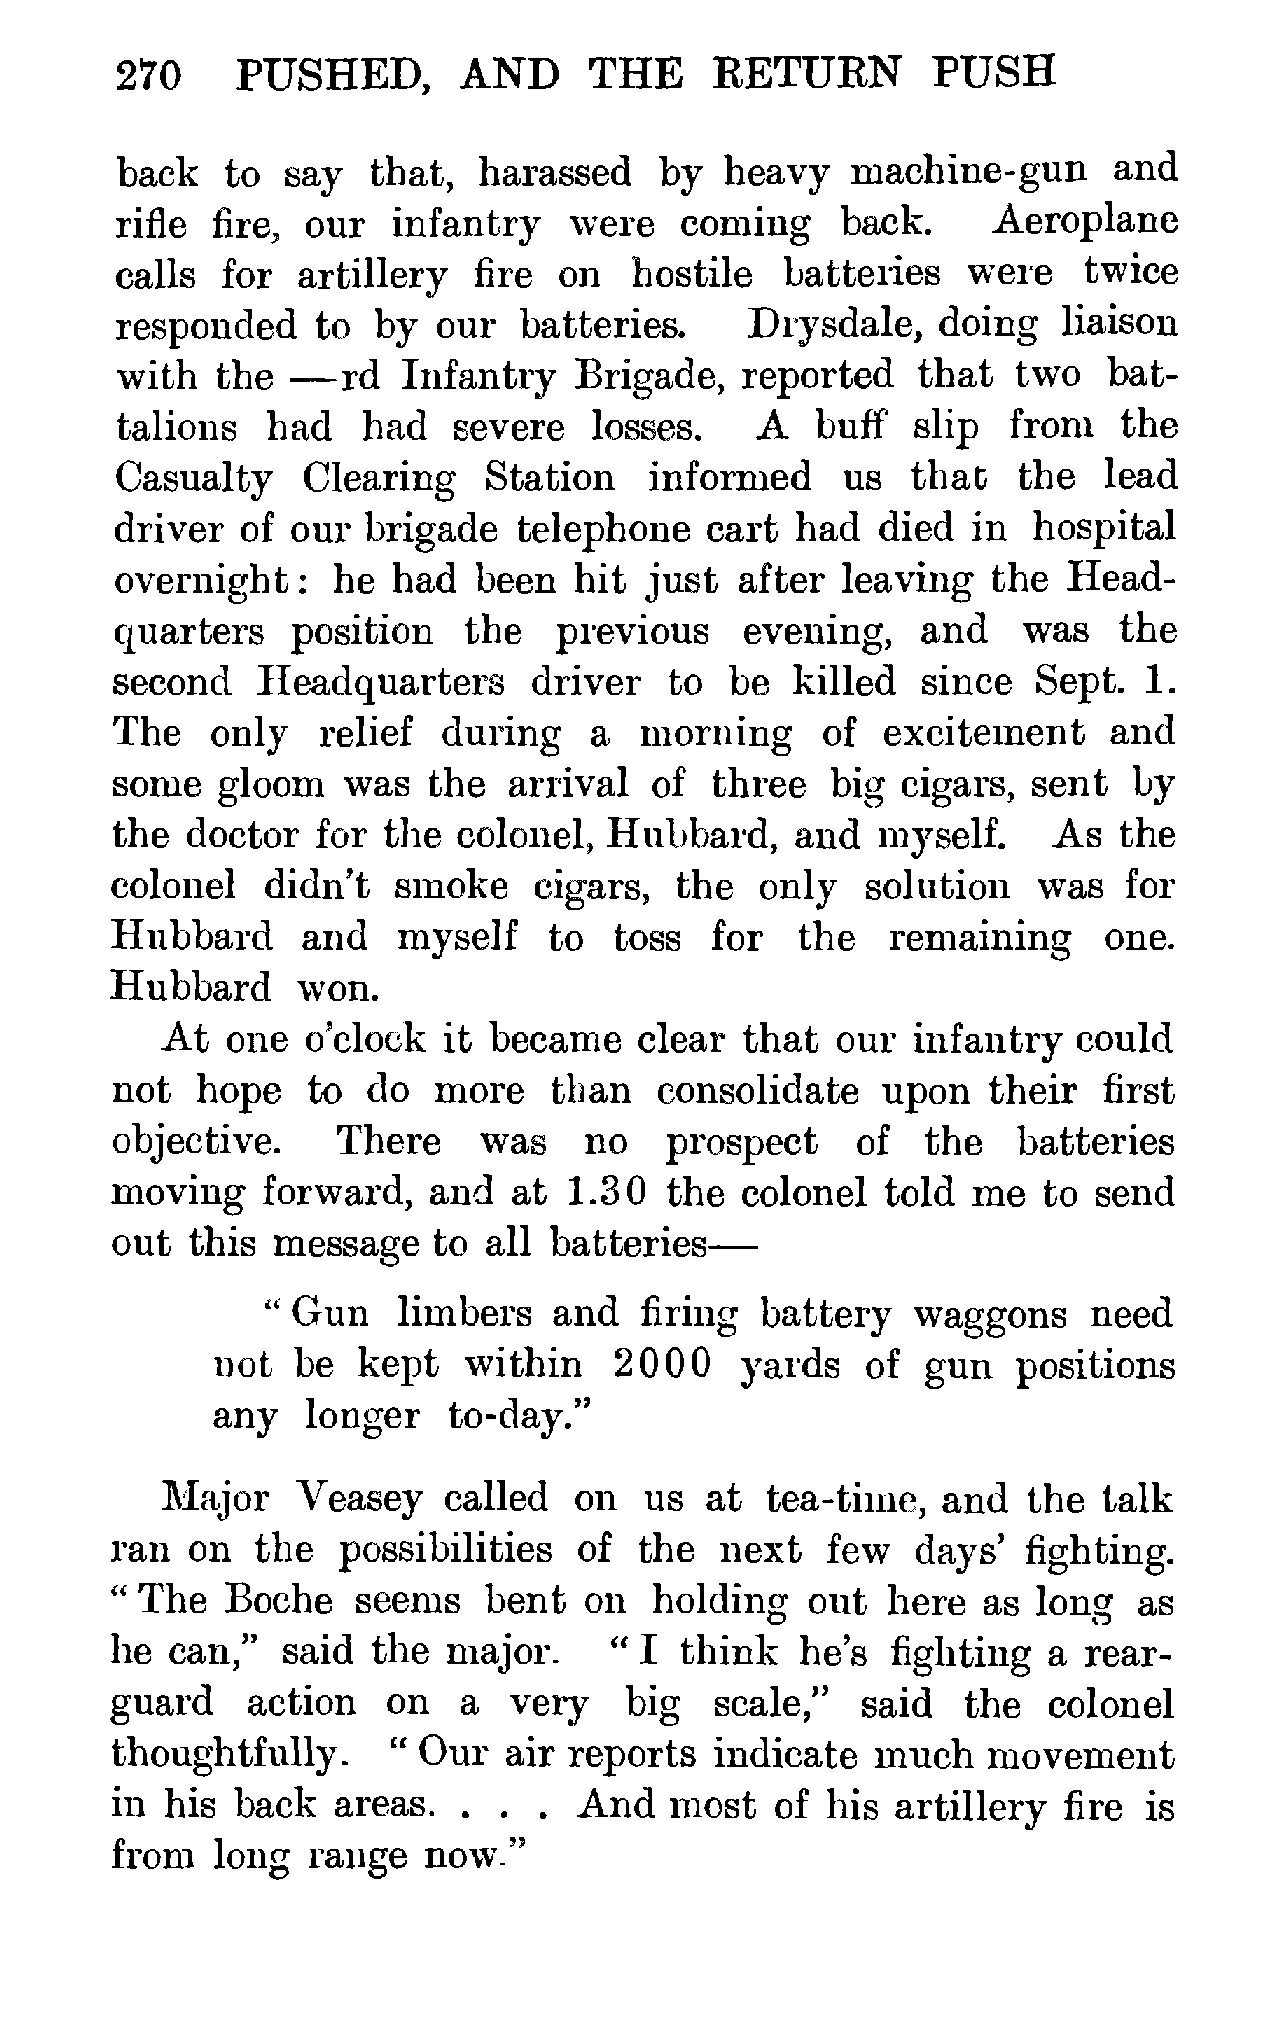 270 PUSHED, AND THE RETURN PUSH
back to say that, harassed by heavy machine-gun and
rifle fire, our infantry were coming back. Aeroplane
calls for artillery fire on hostile batteries were twice
responded to by our batteries. Drysdale, doing liaison
with the —rd Infantry Brigade, reported that two bat-
talions had had severe losses. A buff slip from the
Casualty Clearing Station informed us that the lead
driver of our brigade telephone cart had died in hospital
overnight: he had been hit just after leaving the Head-
quarters position the previous evening, and was the
second Headquarters driver to be killed since Sept. 1.
The only relief during a morning of excitement and
some gloom was the arrival of three big cigars, sent by
the doctor for the colonel, Hubbard, and myself. As the
colonel didn't smoke cigars, the only solution was for
Hubbard and myself to toss for the remaining one.
Hubbard won.
At one o'clock it became clear that our infantry could
not hope to do more than consolidate upon their first
objective. There was no prospect of the batteries
moving forward, and at 1.30 the colonel told me to send
out this message to all batteries—
"Gun limbers and firing battery waggons need
not be kept within 2000 yards of gun positions
any longer to-day."
Major Veasey called on us at tea-time, and the talk
ran on the possibilities of the next few days' fighting.
"The Boche seems bent on holding out here as long as
he can," said the major. "I think he's fighting a rear-
guard action on a very big scale," said the colonel
thoughtfully. "Our air reports indicate much movement
in his back areas. . . . And most of his artillery fire is
from long range now."